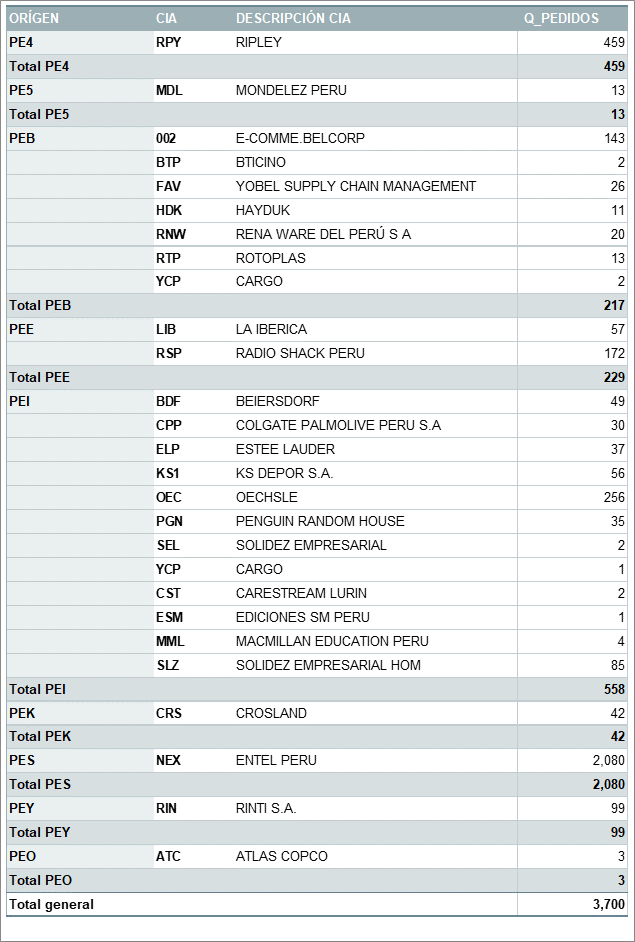 ORÍGEN CIA DESCRIPCIÓN CIA Q_PEDIDOS
PE4 RPY RIPLEY 459
Total PE4 459
PE5 MDL MONDELEZ PERU 13
Total PE5 13
PEB 002 E-COMME.BELCORP 143
BTP BTICINO 2
FAV YOBEL SUPPLY CHAIN MANAGEMENT 26
HDK HAYDUK 11
RNW RENA WARE DEL PERÚ S A 20
RTP ROTOPLAS 13
YCP CARGO 2
Total PEB 217
PEE LIB LA IBERICA 57
RSP RADIO SHACK PERU 172
Total PEE 229
PEI BDF BEIERSDORF 49
CPP COLGATE PALMOLIVE PERU S.A 30
ELP ESTEE LAUDER 37
KS1 KS DEPOR S.A. 56
OEC OECHSLE 256
PGN PENGUIN RANDOM HOUSE 35
SEL SOLIDEZ EMPRESARIAL 2
YCP CARGO 1
CST CARESTREAM LURIN 2
ESM EDICIONES SM PERU 1
MML MACMILLAN EDUCATION PERU 4
SLZ SOLIDEZ EMPRESARIAL HOM 85
Total PEI 558
PEK CRS CROSLAND 42
Total PEK 42
PES NEX ENTEL PERU 2,080
Total PES 2,080
PEY RIN RINTI S.A. 99
Total PEY 99
PEO ATC ATLAS COPCO 3
Total PEO 3
Total general 3,700